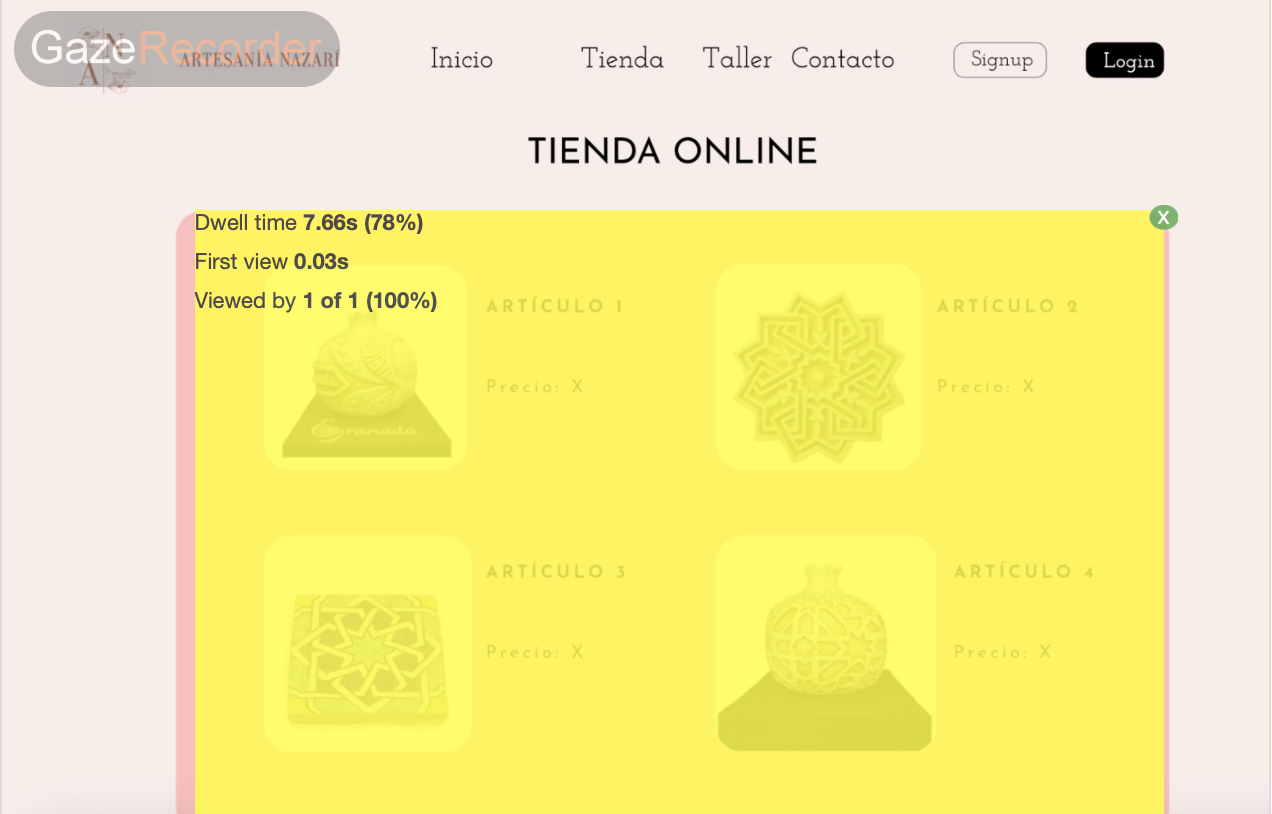 GazeRecorder
N
A
ARTESANÍA NAZARÍ
Inicio
Tienda
Taller
Contacto
Signup
Login
TIENDA ONLINE
Dwell time 7.66s (78%)
X
First view 0.03s
Viewed by 1 of 1 (100%)
ARTÍCULO 1
Precio: X
Granada
ARTÍCULO 2
Precio: X
ARTÍCULO 3
Precio: X
ARTÍCULO 4
Precio: X